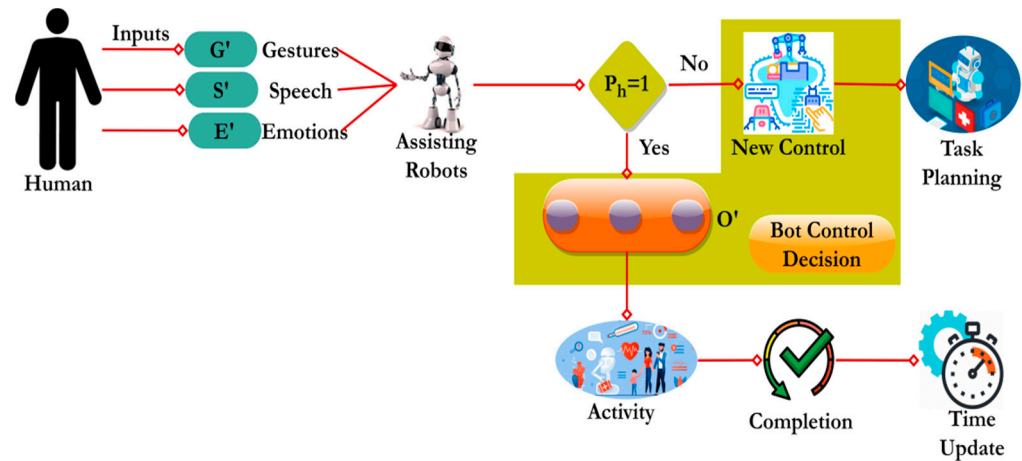 Inputs
G' Gestures
S' Speech
E' Emotions
Human
Assisting
Robots
P_h=1
No
Yes
New Control
Task
Planning
O'
Bot Control
Decision
Activity
Completion
Time
Update